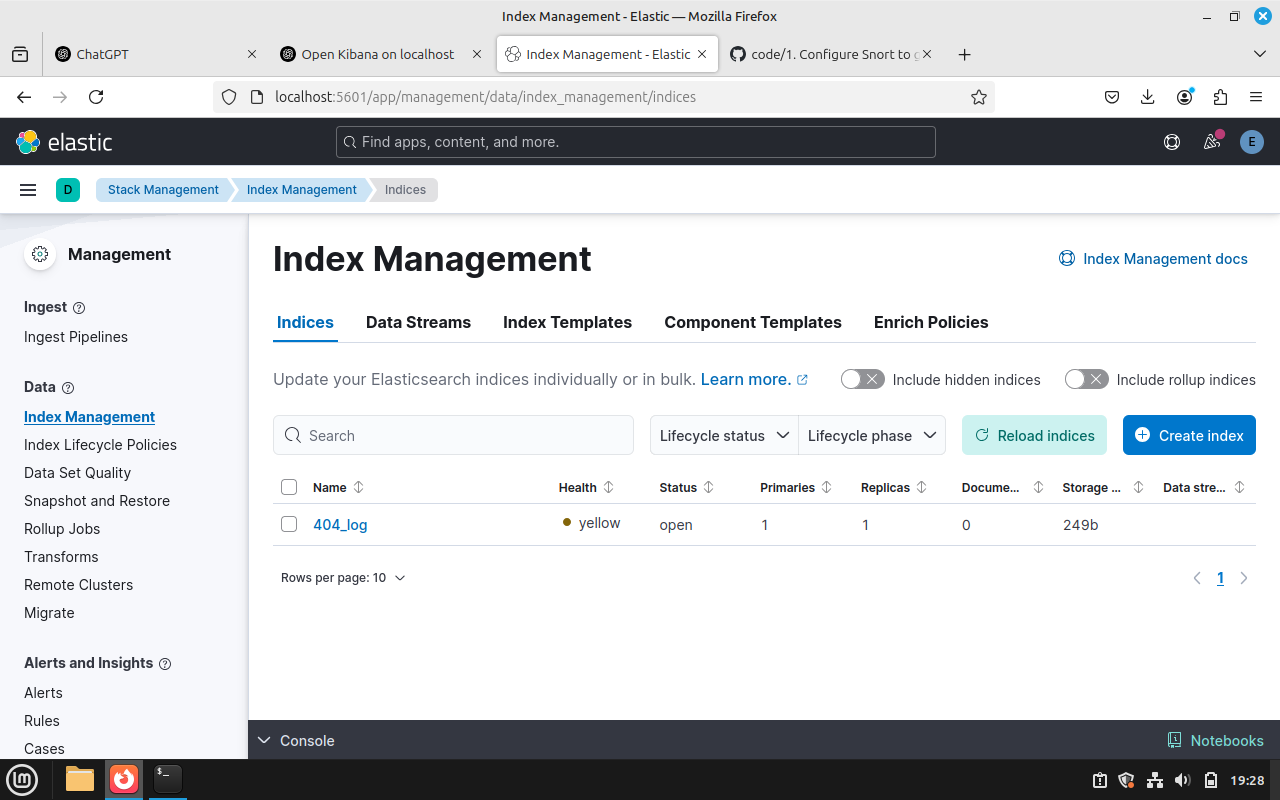 Index Management - Elastic — Mozilla Firefox
ChatGPT
Open Kibana on localhost
Index Management - Elastic
code/1. Configure Snort to g
localhost:5601/app/management/data/index_management/indices
elastic
Find apps, content, and more.
E
D
Stack Management
Index Management
Indices
Management
Ingest
Ingest Pipelines
Data
Index Management
Index Lifecycle Policies
Data Set Quality
Snapshot and Restore
Rollup Jobs
Transforms
Remote Clusters
Migrate
Alerts and Insights
Alerts
Rules
Cases
Index Management
Index Management docs
Indices Data Streams Index Templates Component Templates Enrich Policies
Update your Elasticsearch indices individually or in bulk. Learn more.
Include hidden indices
Include rollup indices
Search
Lifecycle status
Lifecycle phase
Reload indices
Create index
Name Health Status Primaries Replicas Docume... Storage ... Data stre...
404_log yellow open 1 1 0 249b
Rows per page: 10
1
Console
Notebooks
19:28